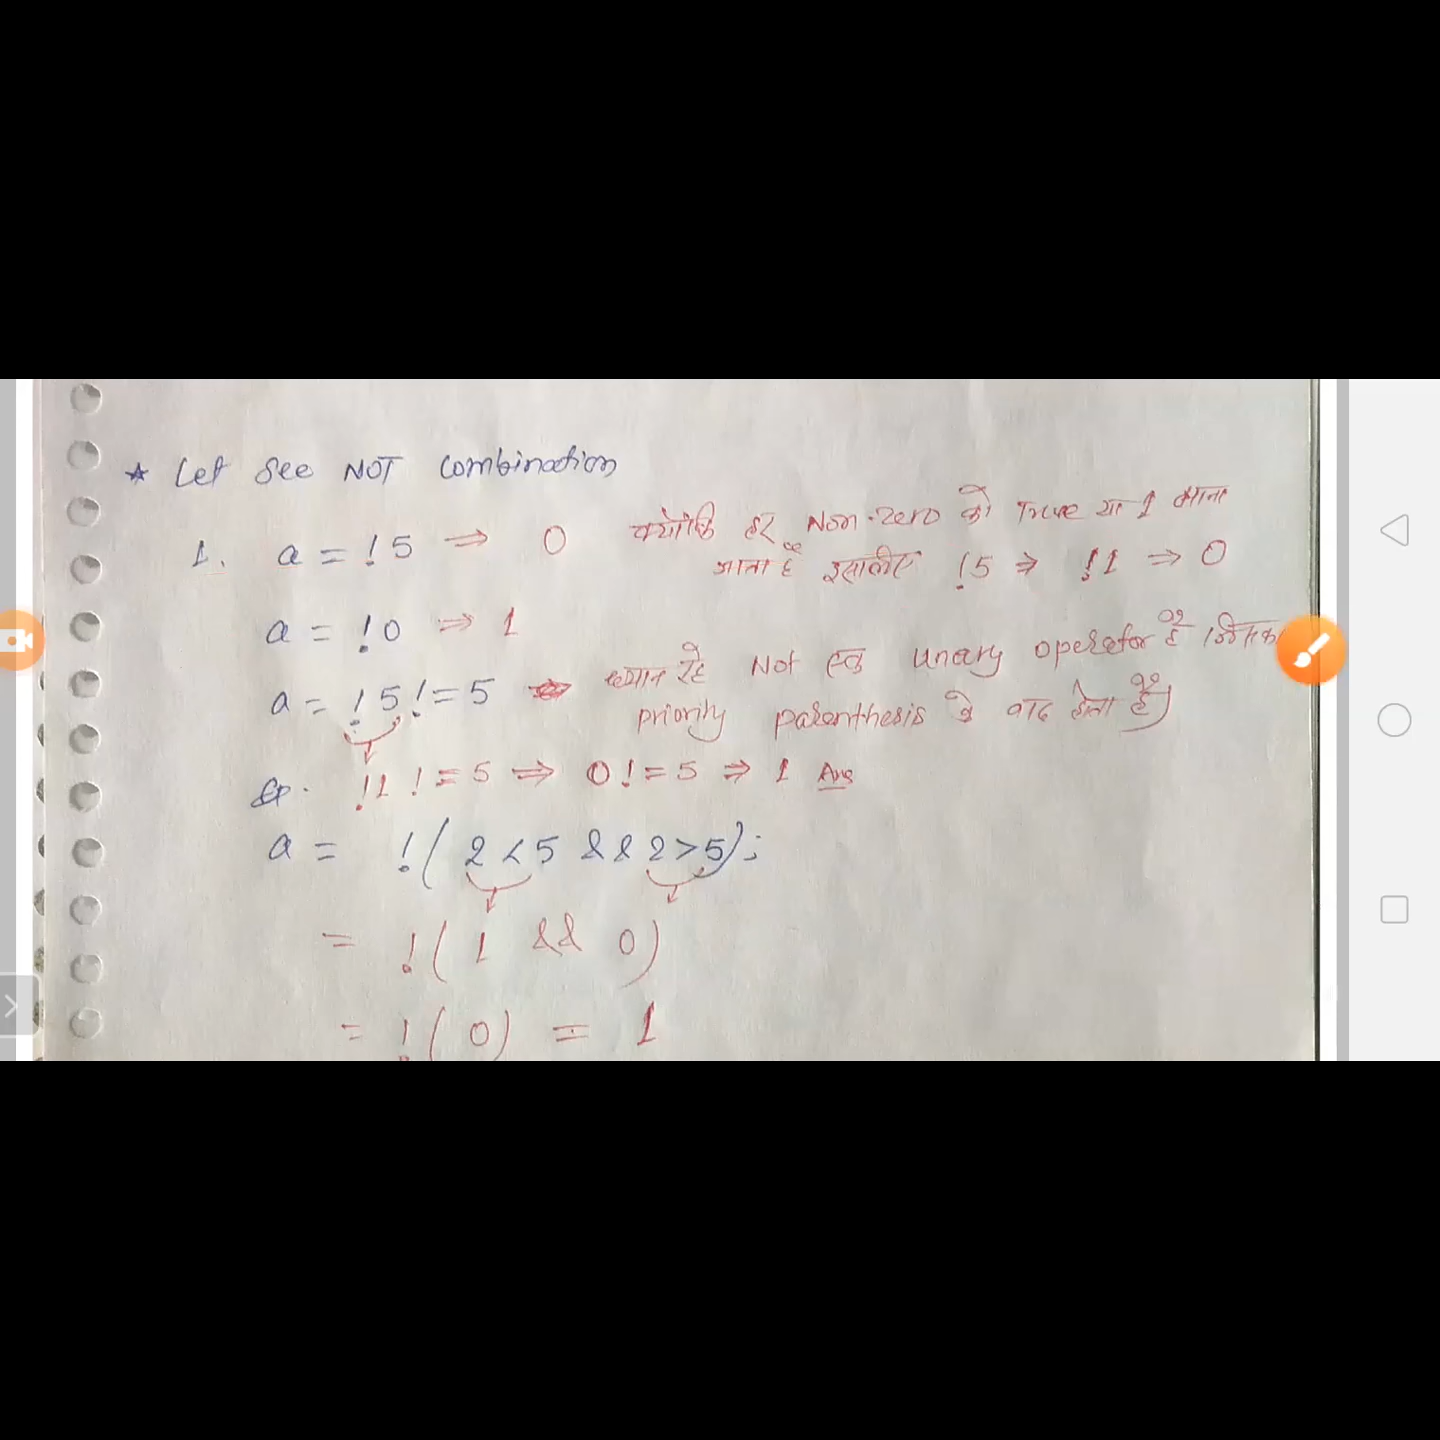 * Let See NOT Combination
1. a = !5 ⇒ 0 क्योंकि हर Non-zero को True या 1 माना
जाता है इसलिए !5 ⇒ !1 ⇒ 0
a = !0 ⇒ 1
a = !5 != 5 ध्यान रहे Not एक unary operator है जिसका
priority parenthesis के बाद होता है)
!1 != 5 ⇒ 0 != 5 ⇒ 1 Ans
a = !( 2 < 5 && 2 > 5);
= !( 1 && 0)
= !( 0) = 1